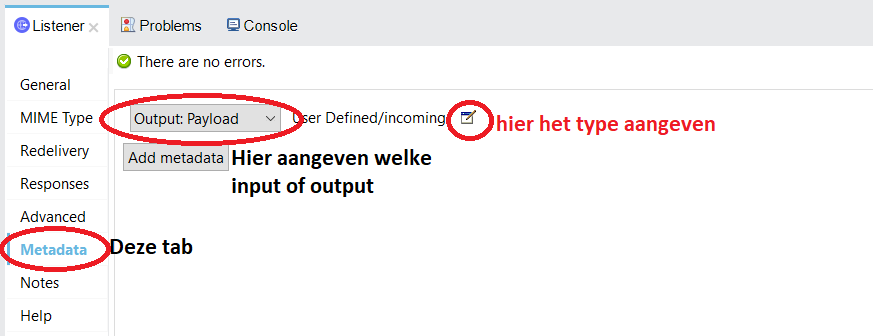 Listener Problems Console
There are no errors.
General
MIME Type Output: Payload User Defined/incoming hier het type aangeven
Redelivery Add metadata Hier aangeven welke
Responses input of output
Advanced
Metadata Deze tab
Notes
Help